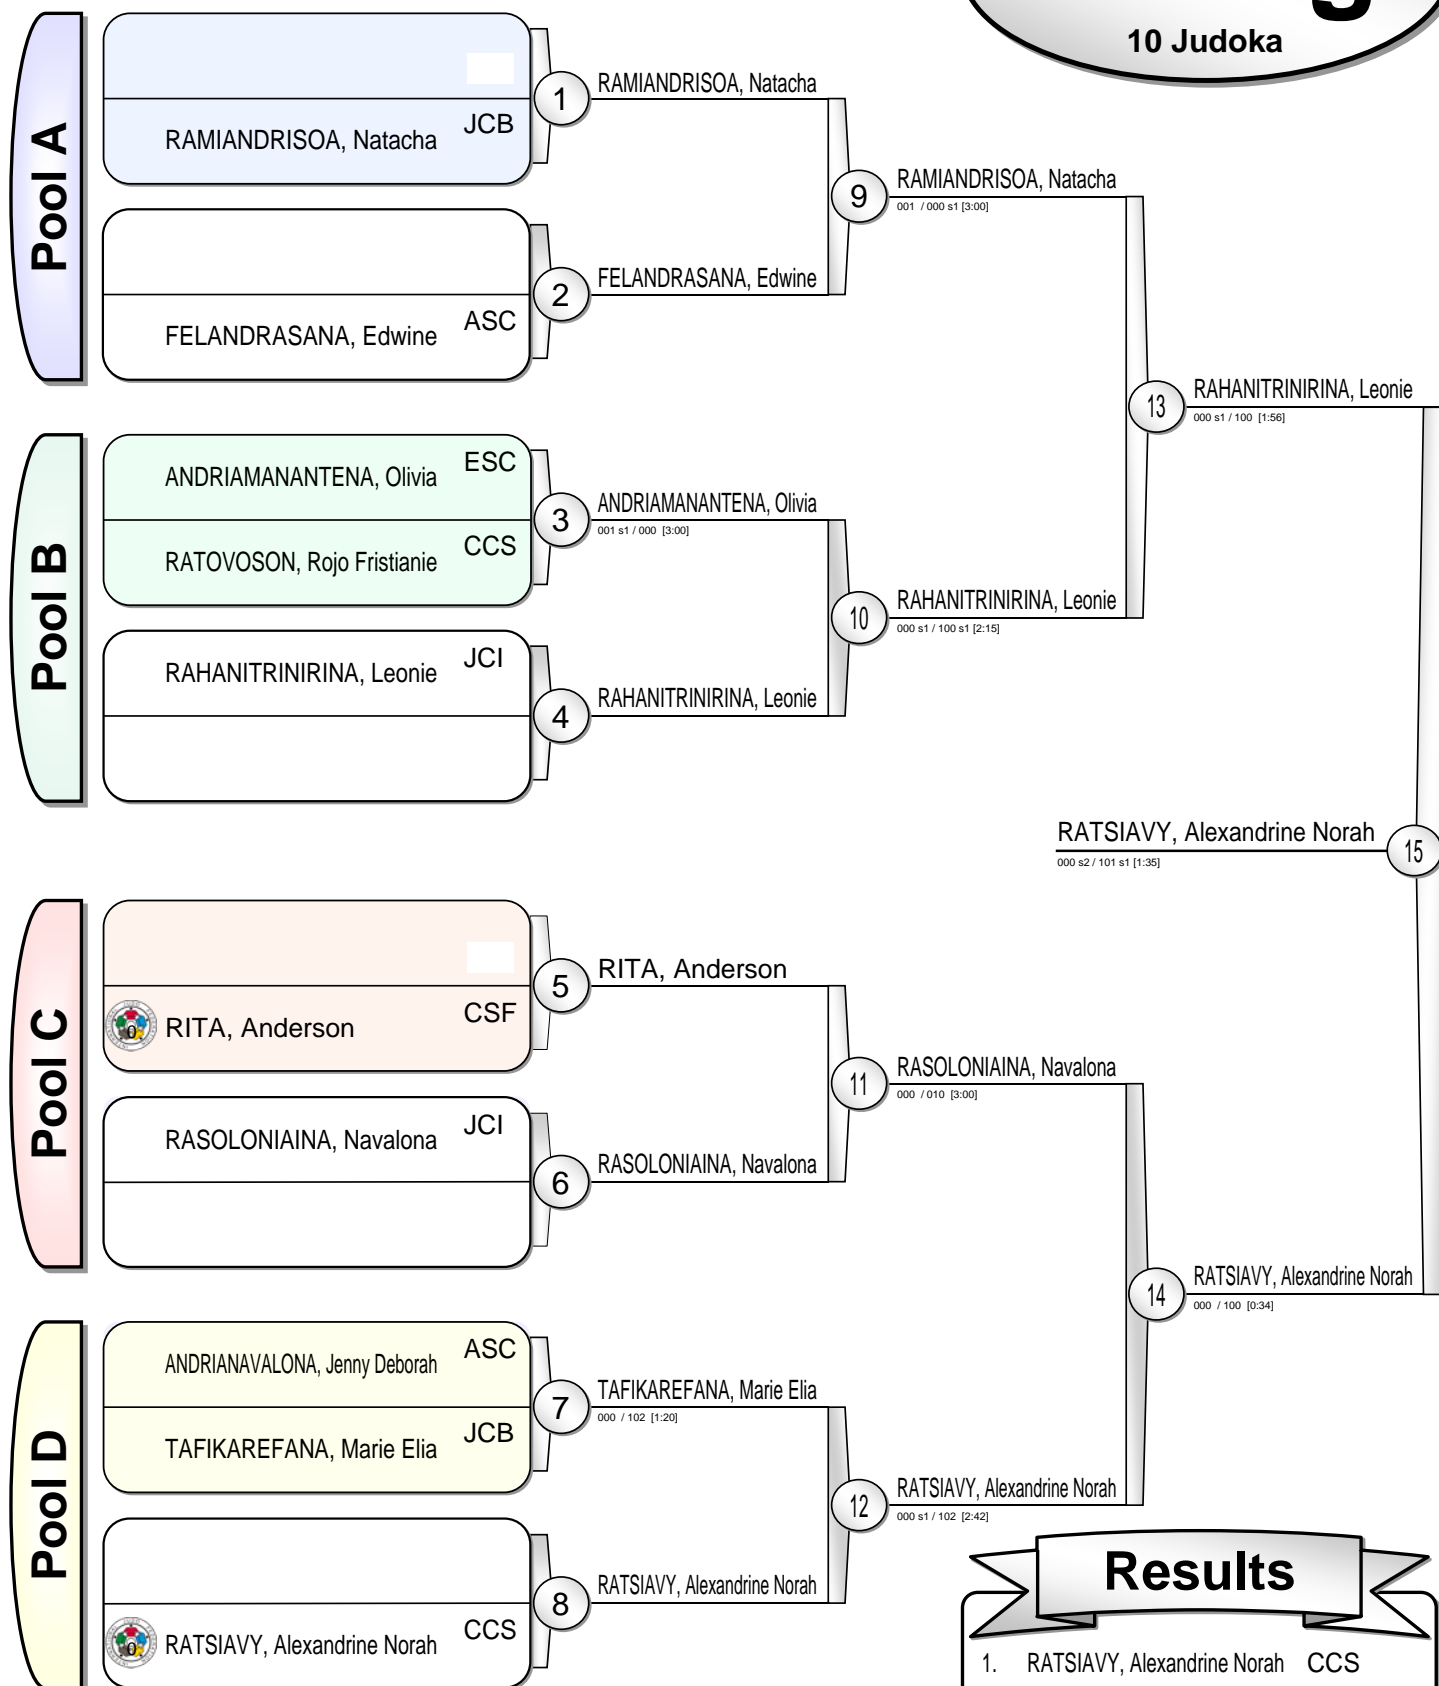 10 Judoka
Pool A
JCB
RAMIANDRISOA, Natacha
1
RAMIANDRISOA, Natacha
ASC
FELANDRASANA, Edwine
2
FELANDRASANA, Edwine
9
RAMIANDRISOA, Natacha
001 / 000 s1 [3:00]
Pool B
ANDRIAMANANTENA, Olivia
ESC
RATOVOSON, Rojo Fristianie
CCS
3
ANDRIAMANANTENA, Olivia
001 s1 / 000 [3:00]
RAHANITRINIRINA, Leonie
JCI
4
RAHANITRINIRINA, Leonie
10
RAHANITRINIRINA, Leonie
000 s1 / 100 s1 [2:15]
13
RAHANITRINIRINA, Leonie
000 s1 / 100 [1:56]
RATSIAVY, Alexandrine Norah
000 s2 / 101 s1 [1:35]
15
Pool C
0
RITA, Anderson
CSF
5
RITA, Anderson
RASOLONIAINA, Navalona
JCI
6
RASOLONIAINA, Navalona
11
RASOLONIAINA, Navalona
000 / 010 [3:00]
14
RATSIAVY, Alexandrine Norah
000 / 100 [0:34]
Pool D
ANDRIANAVALONA, Jenny Deborah
ASC
TAFIKAREFANA, Marie Elia
JCB
7
TAFIKAREFANA, Marie Elia
000 / 102 [1:20]
0
RATSIAVY, Alexandrine Norah
CCS
8
RATSIAVY, Alexandrine Norah
12
RATSIAVY, Alexandrine Norah
000 s1 / 102 [2:42]
Results
1. RATSIAVY, Alexandrine Norah CCS